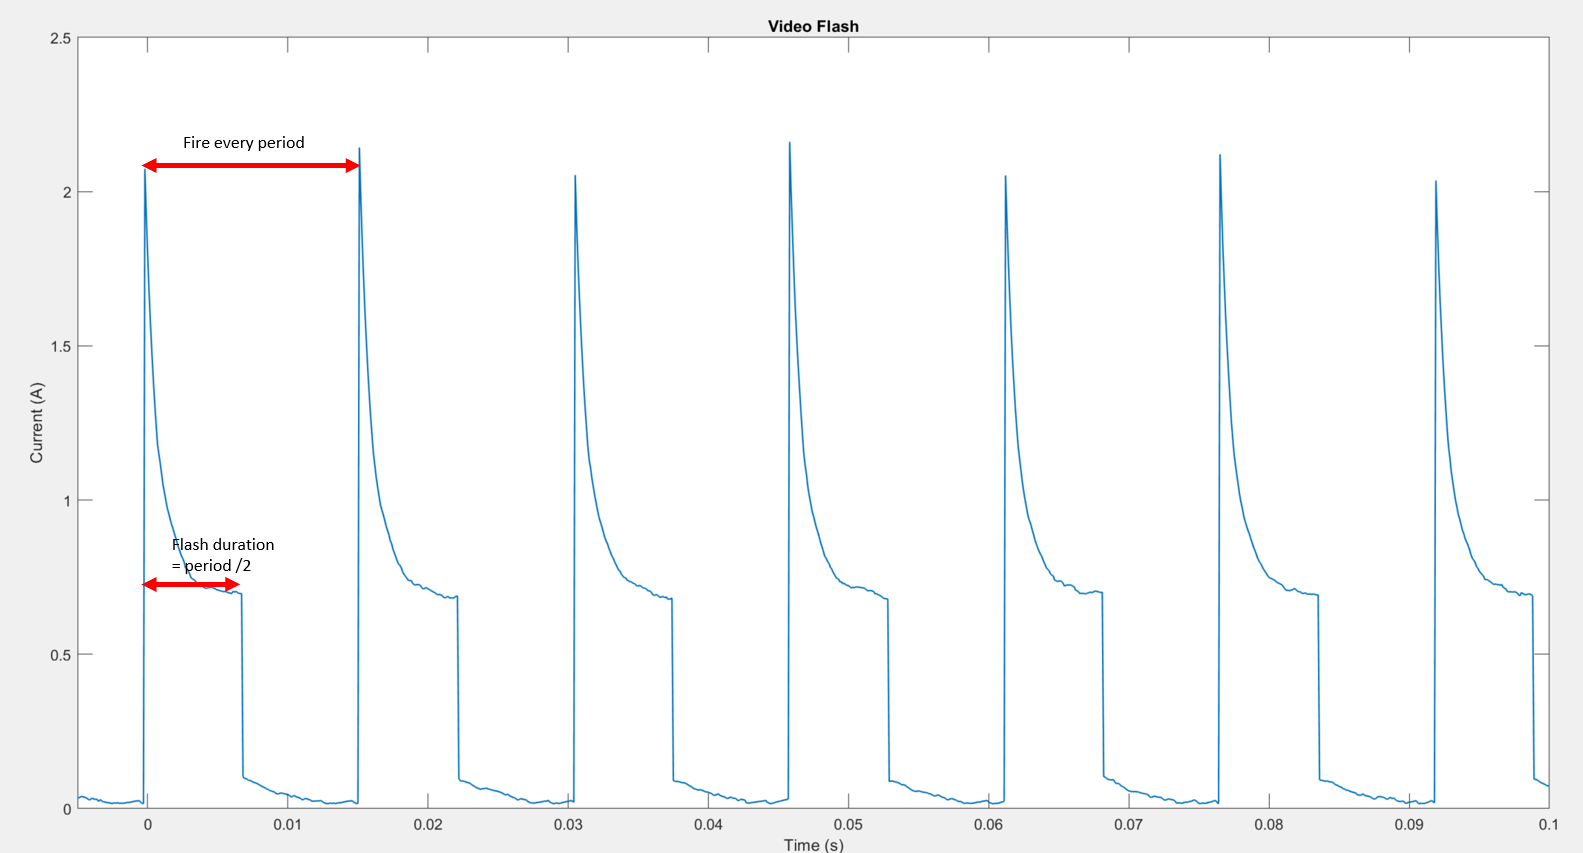 Video Flash
2.5
Fire every period
2
1.5
Current (A)
1
Flash duration
= period /2
0.5
0
0
0.01
0.02
0.03
0.04
0.05
0.06
0.07
0.08
0.09
0.1
Time (s)